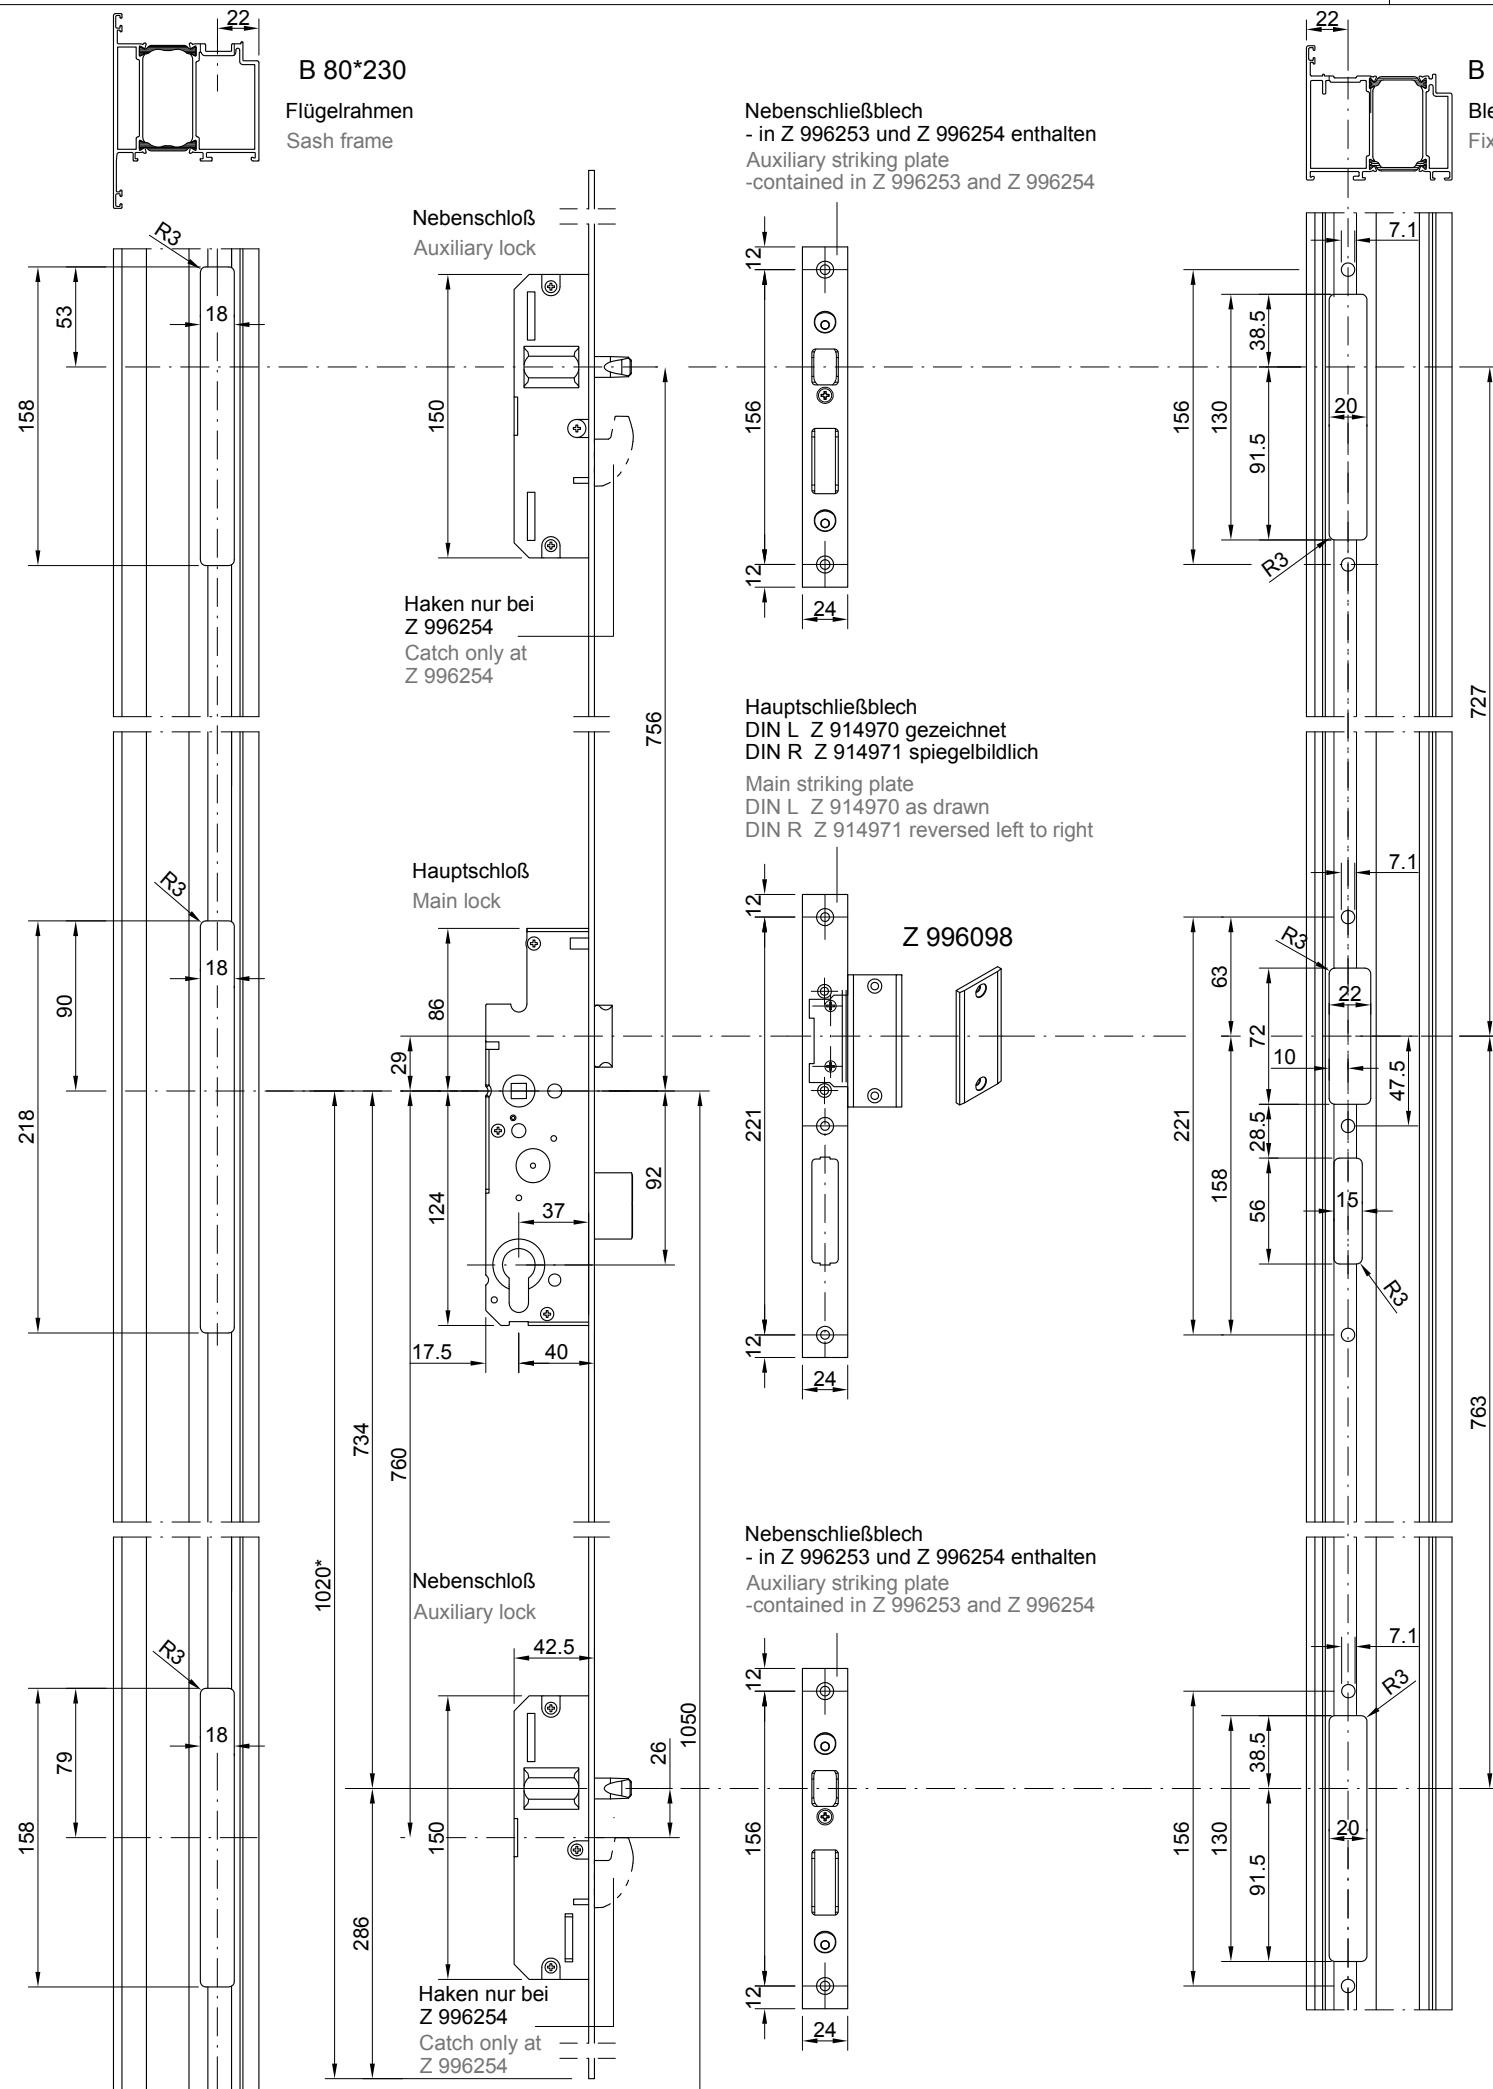 22
B 80*230
Flügelrahmen
Sash frame
Nebenschließblech
- in Z 996253 und Z 996254 enthalten
Auxiliary striking plate
-contained in Z 996253 and Z 996254
22
B
Ble
Fix
Nebenschloß
Auxiliary lock
R3
53
18
158
150
12
156
12
24
7.1
38.5
156
130
20
91.5
R3
Haken nur bei
Z 996254
Catch only at
Z 996254
756
727
Hauptschließblech
DIN L Z 914970 gezeichnet
DIN R Z 914971 spiegelbildlich
Main striking plate
DIN L Z 914970 as drawn
DIN R Z 914971 reversed left to right
Hauptschloß
Main lock
R3
18
90
218
86
29
124
37
92
17.5
40
12
Z 996098
221
12
24
7.1
R3
63
22
72
10
47.5
28.5
221
158
56
15
R3
734
760
763
1020*
Nebenschließblech
- in Z 996253 und Z 996254 enthalten
Auxiliary striking plate
-contained in Z 996253 and Z 996254
Nebenschloß
Auxiliary lock
42.5
R3
18
79
158
150
1050
26
286
12
156
12
24
7.1
R3
38.5
156
130
20
91.5
Haken nur bei
Z 996254
Catch only at
Z 996254